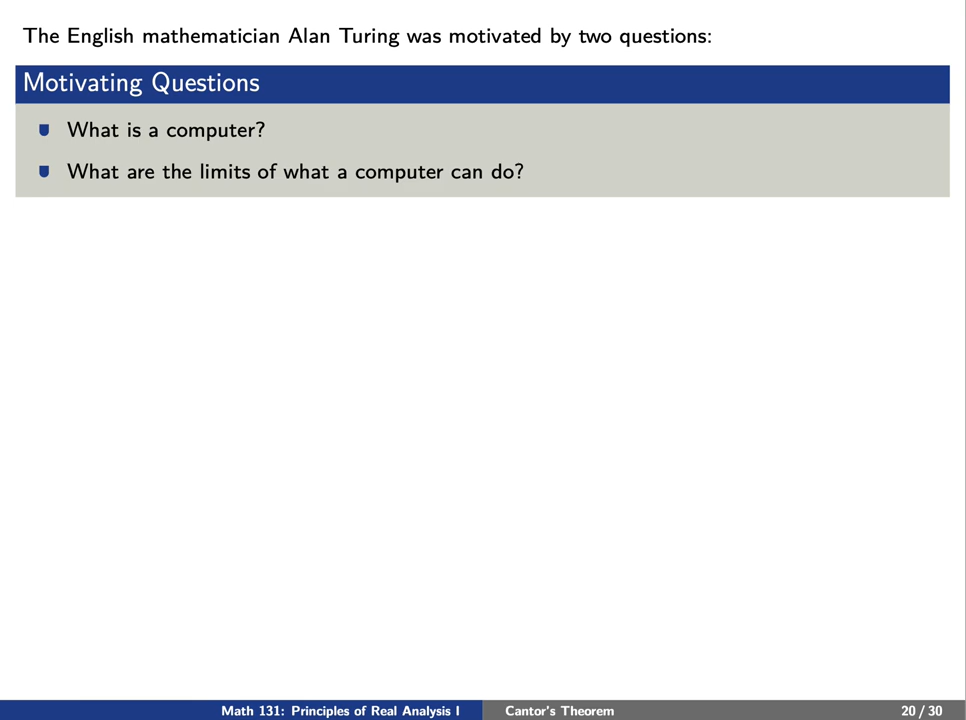 The English mathematician Alan Turing was motivated by two questions:
Motivating Questions
What is a computer?
What are the limits of what a computer can do?
Math 131: Principles of Real Analysis I
Cantor's Theorem
20 / 30